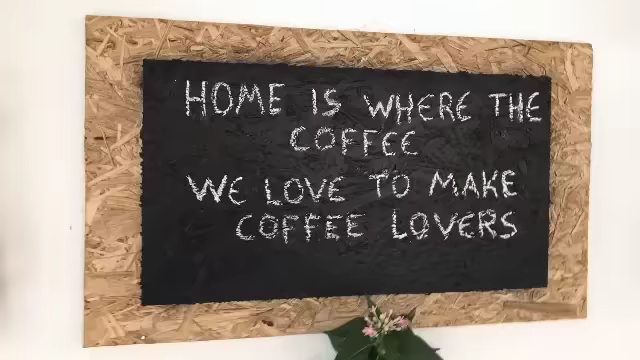 HOME IS WHERE THE
COFFEE
WE LOVE TO MAKE
COFFEE LOVERS